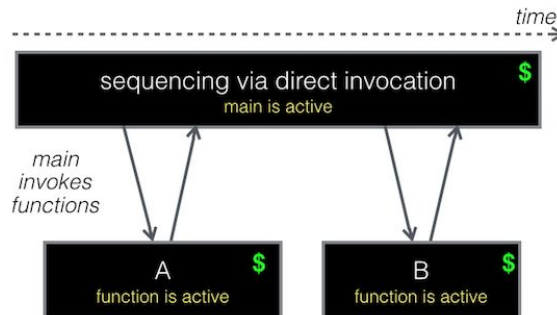 time
sequencing via direct invocation $
main is active
main
invokes
functions
A $
function is active
B $
function is active